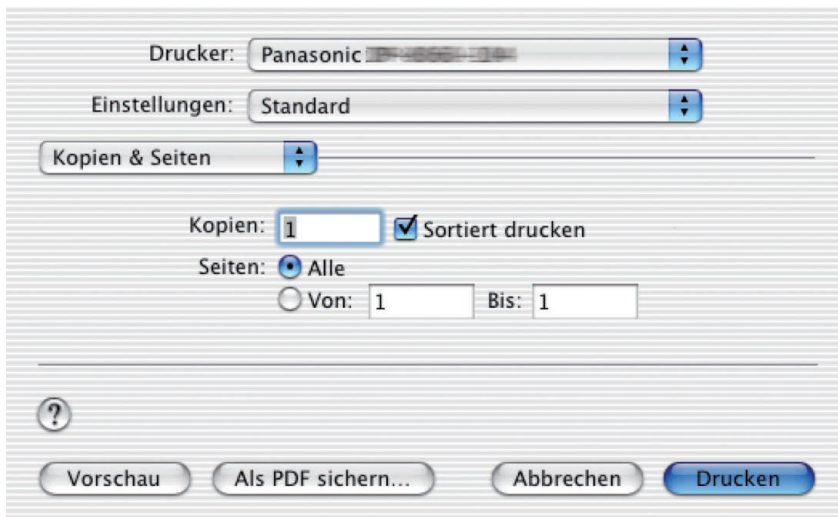 Drucker: Panasonic
Einstellungen: Standard
Kopien & Seiten
Kopien: 1 Sortiert drucken
Seiten: Alle
Von: 1 Bis: 1
?
Vorschau Als PDF sichern... Abbrechen Drucken